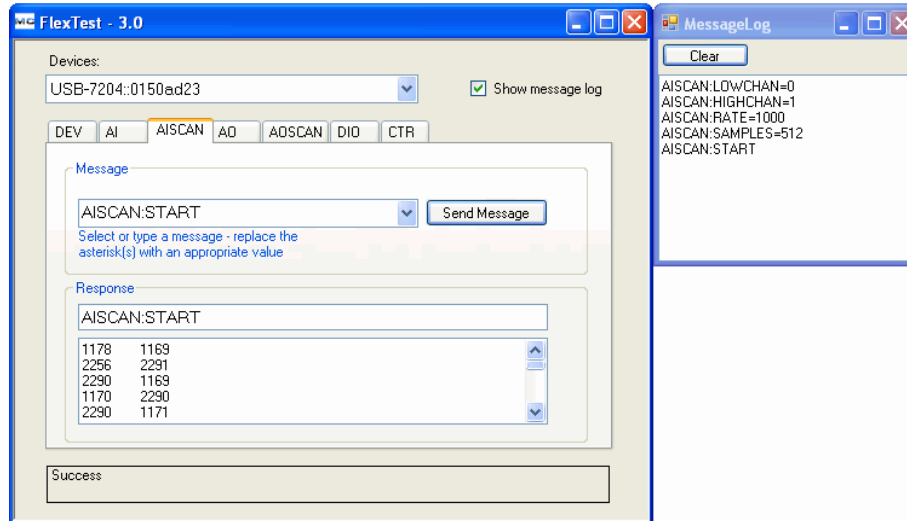 MC FlexTest - 3.0
Devices:
USB-7204::0150ad23
Show message log
DEV AI AISCAN AO AOSCAN DIO CTR
Message
AISCAN:START
Send Message
Select or type a message - replace the
asterisk(s) with an appropriate value
Response
AISCAN:START
1178 1169
2256 2291
2290 1169
1170 2290
2290 1171
Success
MessageLog
Clear
AISCAN:LOWCHAN=0
AISCAN:HIGHCHAN=1
AISCAN:RATE=1000
AISCAN:SAMPLES=512
AISCAN:START